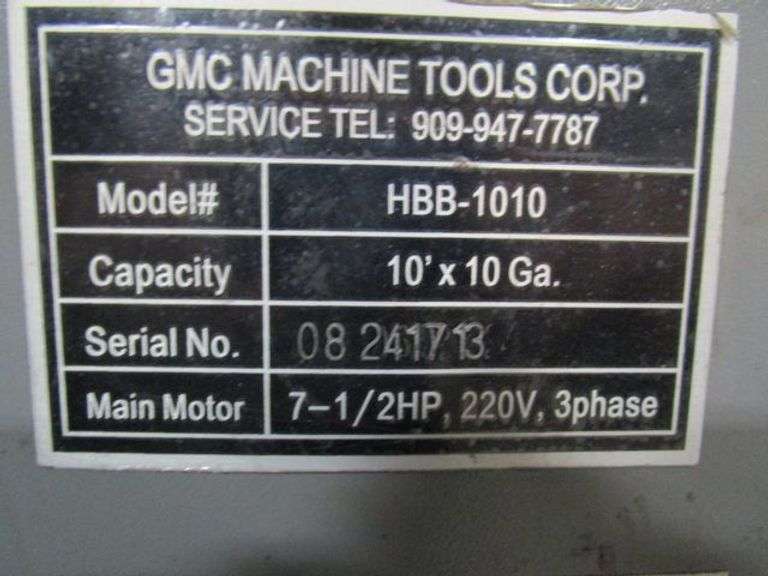 GMC MACHINE TOOLS CORP.
SERVICE TEL: 909-947-7787
Model# HBB-1010
Capacity 10' x 10 Ga.
Serial No. 08 241713
Main Motor 7-1/2HP, 220V, 3phase